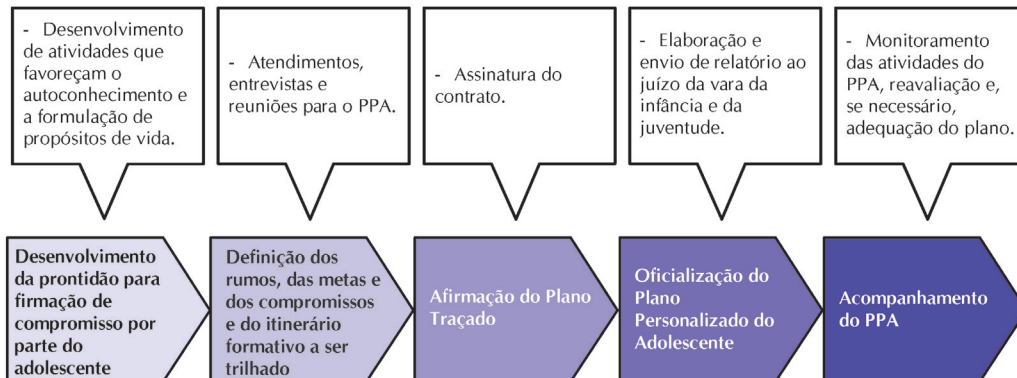 - Desenvolvimento
de atividades que
favoreçam o
autoconhecimento e
a formulação de
propósitos de vida.
- Atendimentos,
entrevistas e
reuniões para o PPA.
- Assinatura do
contrato.
- Elaboração e
envio de relatório ao
juízo da vara da
infância e da
juventude.
- Monitoramento
das atividades do
PPA, reavaliação e,
se necessário,
adequação do plano.
Desenvolvimento
da prontidão para
firmação de
compromisso por
parte do
adolescente
Definição dos
rumos, das metas e
dos compromissos
e do itinerário
formativo a ser
trilhado
Afirmação do Plano
Traçado
Oficialização do
Plano
Personalizado do
Adolescente
Acompanhamento
do PPA